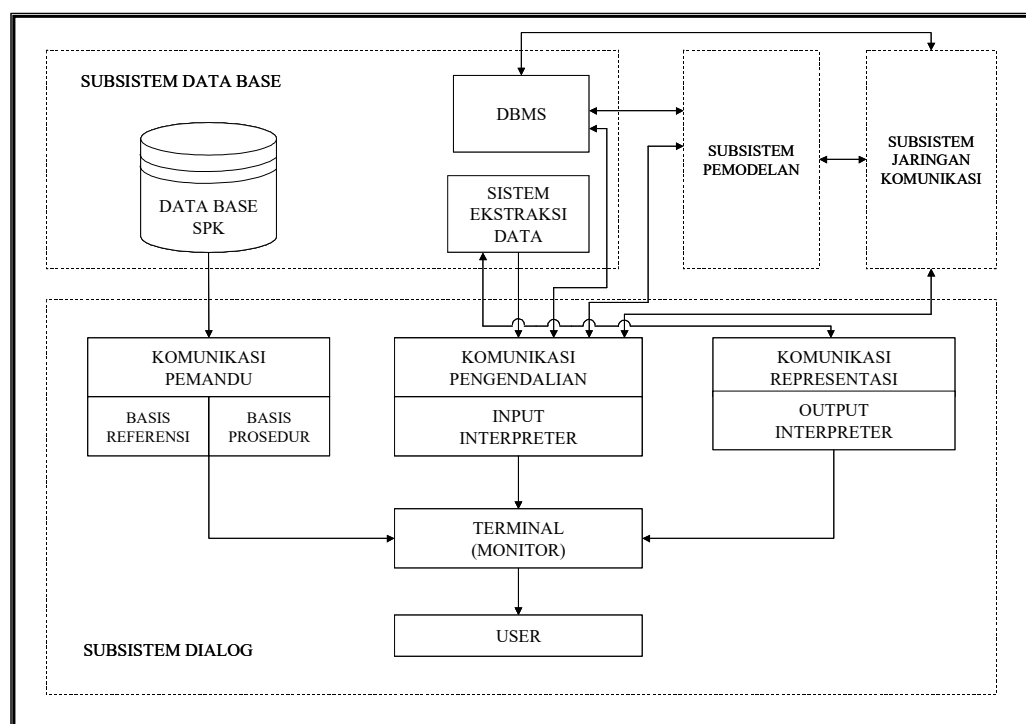 SUBSISTEM DATA BASE
DATA BASE
SPK
DBMS
SISTEM
EKSTRAKSI
DATA
SUBSISTEM
PEMODELAN
SUBSISTEM
JARINGAN
KOMUNIKASI
KOMUNIKASI
PEMANDU
BASIS
REFERENSI
BASIS
PROSEDUR
KOMUNIKASI
PENGENDALIAN
INPUT
INTERPRETER
KOMUNIKASI
REPRESENTASI
OUTPUT
INTERPRETER
TERMINAL
(MONITOR)
USER
SUBSISTEM DIALOG